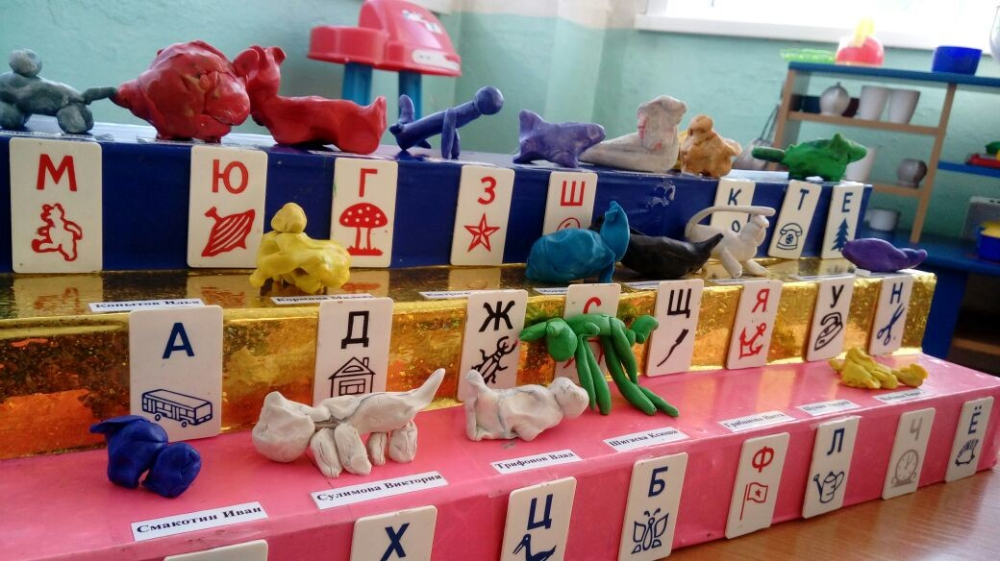 М
Ю
Г
З
Ш
К
Т
Е
А
Д
Ж
С
Щ
Я
У
Н
Смакотин Иван
Сулимова Виктория
Трифонов Влад
Шигаева Ксюша
Х
Ц
Б
Ф
Л
Ч
Ё